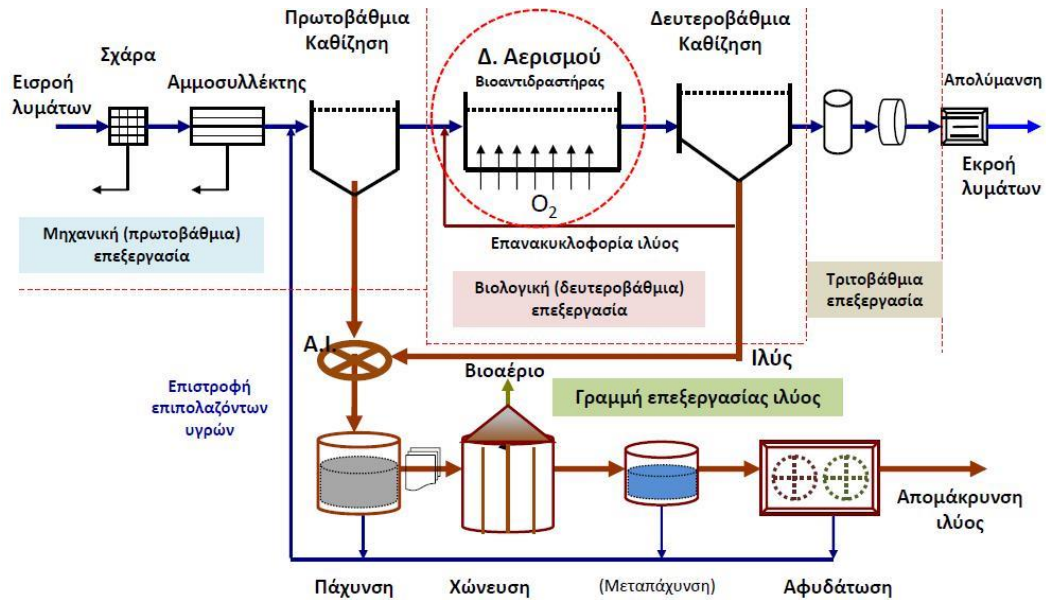 Πρωτοβάθμια
Καθίζηση
Δευτεροβάθμια
Καθίζηση
Σχάρα
Δ. Αερισμού
Βιοαντιδραστήρας
Εισροή
λυμάτων
Αμμοσυλλέκτης
Απολύμανση
Εκροή
λυμάτων
O2
Επανακυκλοφορία ιλύος
Μηχανική (πρωτοβάθμια)
επεξεργασία
Βιολογική (δευτεροβάθμια)
επεξεργασία
Τριτοβάθμια
επεξεργασία
Α.Ι.
Ιλύς
Βιοαέριο
Επιστροφή
επιπολαζόντων
υγρών
Γραμμή επεξεργασίας ιλύος
Απομάκρυνση
ιλύος
Πάχυνση
Χώνευση
(Μεταπάχυνση)
Αφυδάτωση